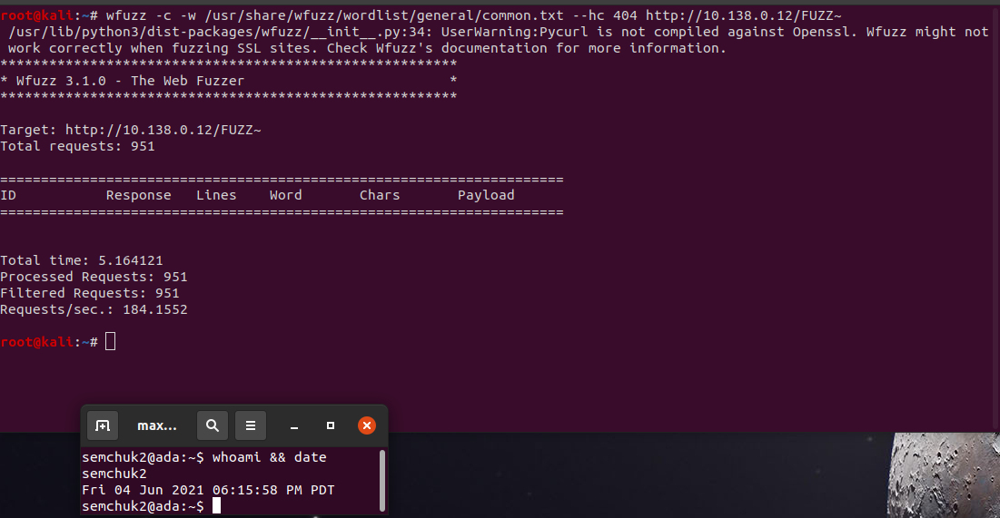 root@kali:~# wfuzz -c -w /usr/share/wfuzz/wordlist/general/common.txt --hc 404 http://10.138.0.12/FUZZ~
/usr/lib/python3/dist-packages/wfuzz/__init__.py:34: UserWarning:Pycurl is not compiled against Openssl. Wfuzz might not
work correctly when fuzzing SSL sites. Check Wfuzz's documentation for more information.
********************************************************
* Wfuzz 3.1.0 - The Web Fuzzer                         *
********************************************************

Target: http://10.138.0.12/FUZZ~
Total requests: 951

=====================================================================
ID           Response   Lines    Word       Chars       Payload
=====================================================================

Total time: 5.164121
Processed Requests: 951
Filtered Requests: 951
Requests/sec.: 184.1552

root@kali:~#
max...
semchuk2@ada:~$ whoami && date
semchuk2
Fri 04 Jun 2021 06:15:58 PM PDT
semchuk2@ada:~$